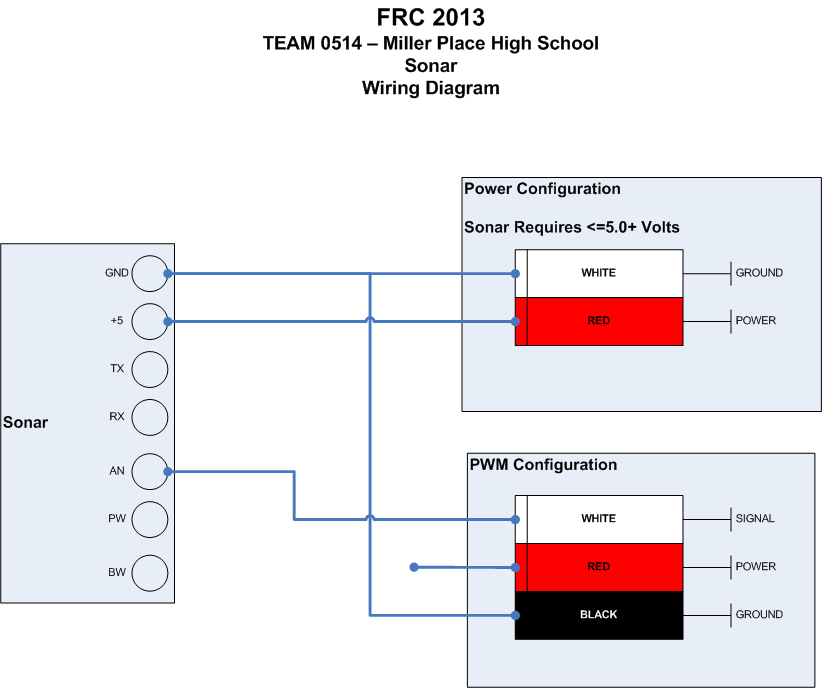 FRC 2013
TEAM 0514 – Miller Place High School
Sonar
Wiring Diagram
Power Configuration
Sonar Requires <=5.0+ Volts
WHITE
GROUND
RED
POWER
GND
+5
TX
RX
Sonar
AN
PW
BW
PWM Configuration
WHITE
SIGNAL
RED
POWER
BLACK
GROUND